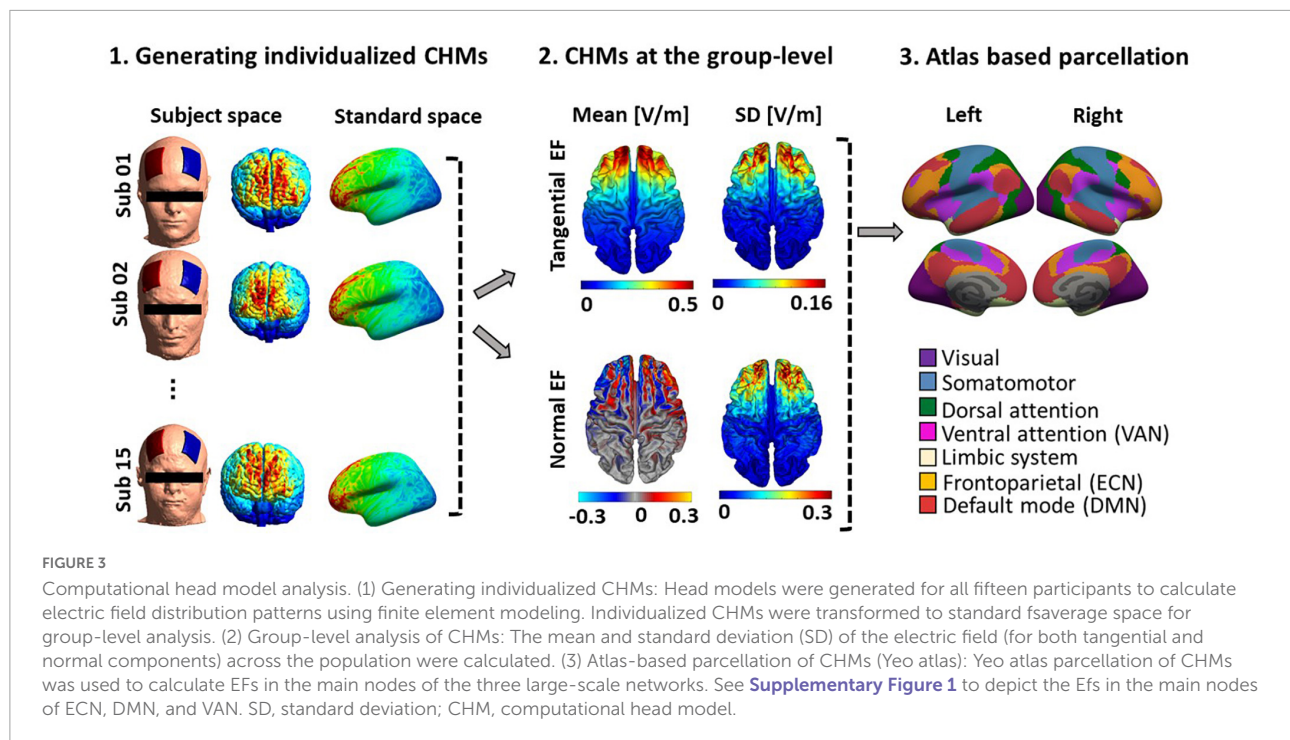 1. Generating individualized CHMs
2. CHMs at the group-level
3. Atlas based parcellation
Subject space
Standard space
Mean [V/m]
SD [V/m]
Left
Right
Sub 01
Sub 02
...
Sub 15
Tangential EF
0
0.5
0
0.16
Normal EF
-0.3
0
0.3
0
0.3
Visual
Somatomotor
Dorsal attention
Ventral attention (VAN)
Limbic system
Frontoparietal (ECN)
Default mode (DMN)
FIGURE 3
Computational head model analysis. (1) Generating individualized CHMs: Head models were generated for all fifteen participants to calculate
electric field distribution patterns using finite element modeling. Individualized CHMs were transformed to standard fsaverage space for
group-level analysis. (2) Group-level analysis of CHMs: The mean and standard deviation (SD) of the electric field (for both tangential and
normal components) across the population were calculated. (3) Atlas-based parcellation of CHMs (Yeo atlas): Yeo atlas parcellation of CHMs
was used to calculate EFs in the main nodes of the three large-scale networks. See Supplementary Figure 1 to depict the Efs in the main nodes
of ECN, DMN, and VAN. SD, standard deviation; CHM, computational head model.